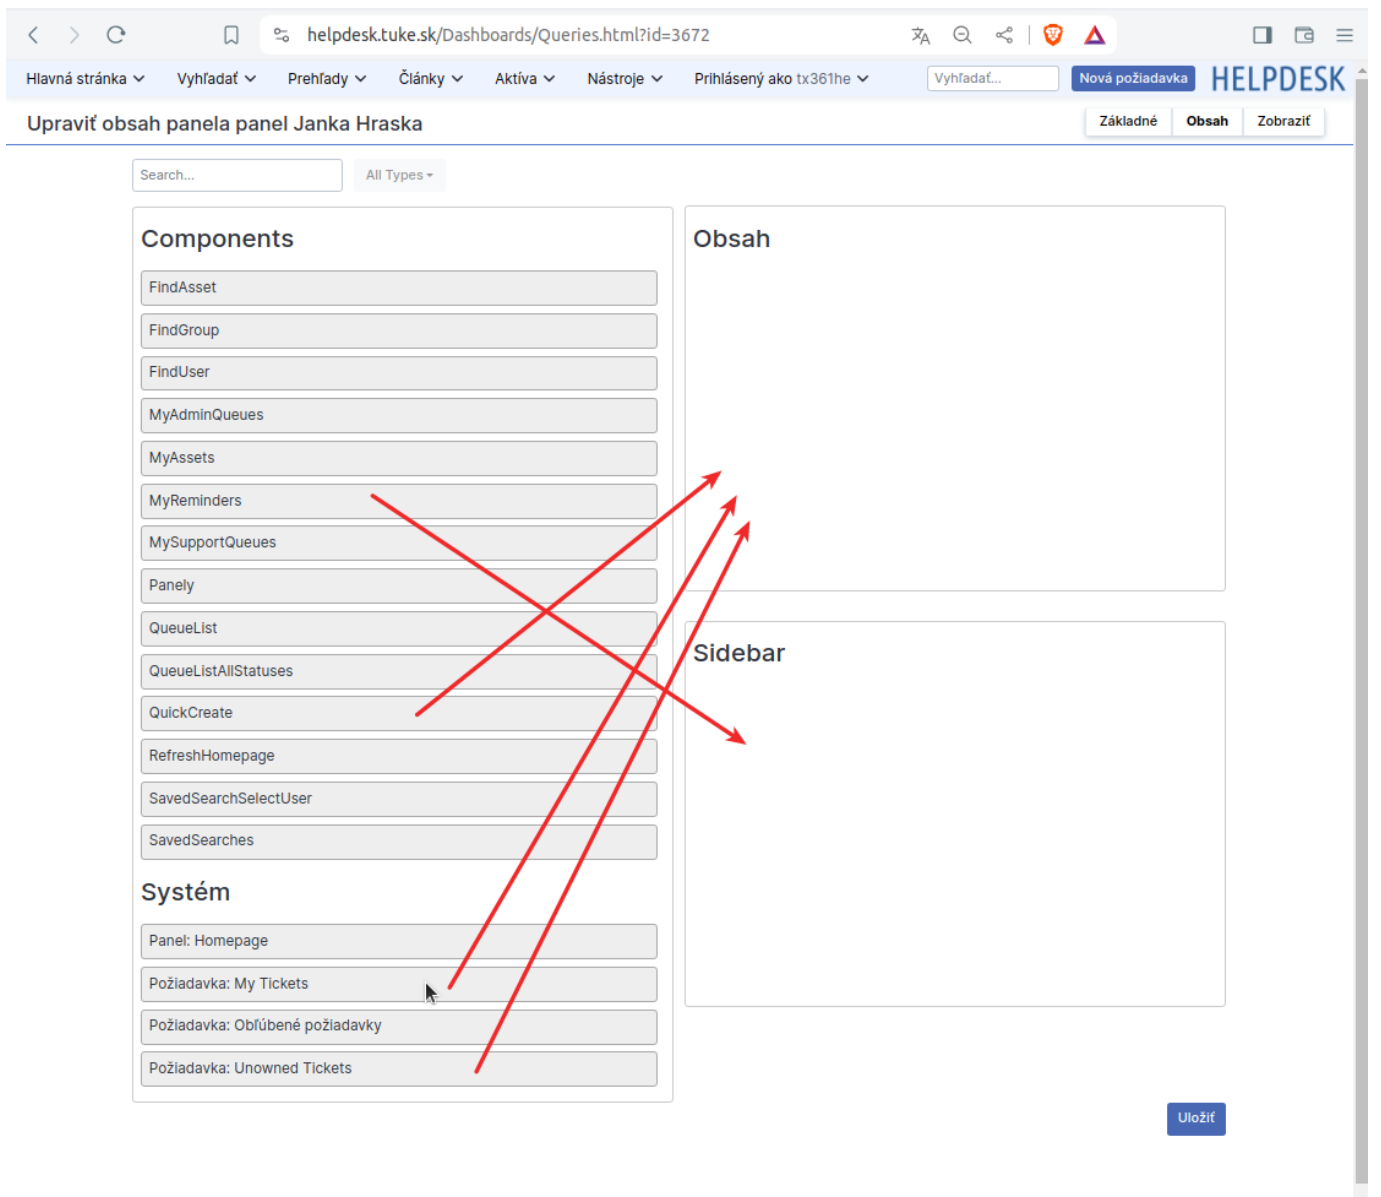 helpdesk.tuke.sk/Dashboards/Queries.html?id=3672
Hlavná stránka Vyhľadať Prehľady Články Aktíva Nástroje Prihlásený ako tx361he Vyhľadať... Nová požiadavka HELPDESK
Upraviť obsah panela panel Janka Hraska Základné Obsah Zobraziť
Search... All Types
Components
FindAsset
FindGroup
FindUser
MyAdminQueues
MyAssets
MyReminders
MySupportQueues
Panely
QueueList
QueueListAllStatuses
QuickCreate
RefreshHomepage
SavedSearchSelectUser
SavedSearches
Systém
Panel: Homepage
Požiadavka: My Tickets
Požiadavka: Obľúbené požiadavky
Požiadavka: Unowned Tickets
Obsah
Sidebar
Uložiť